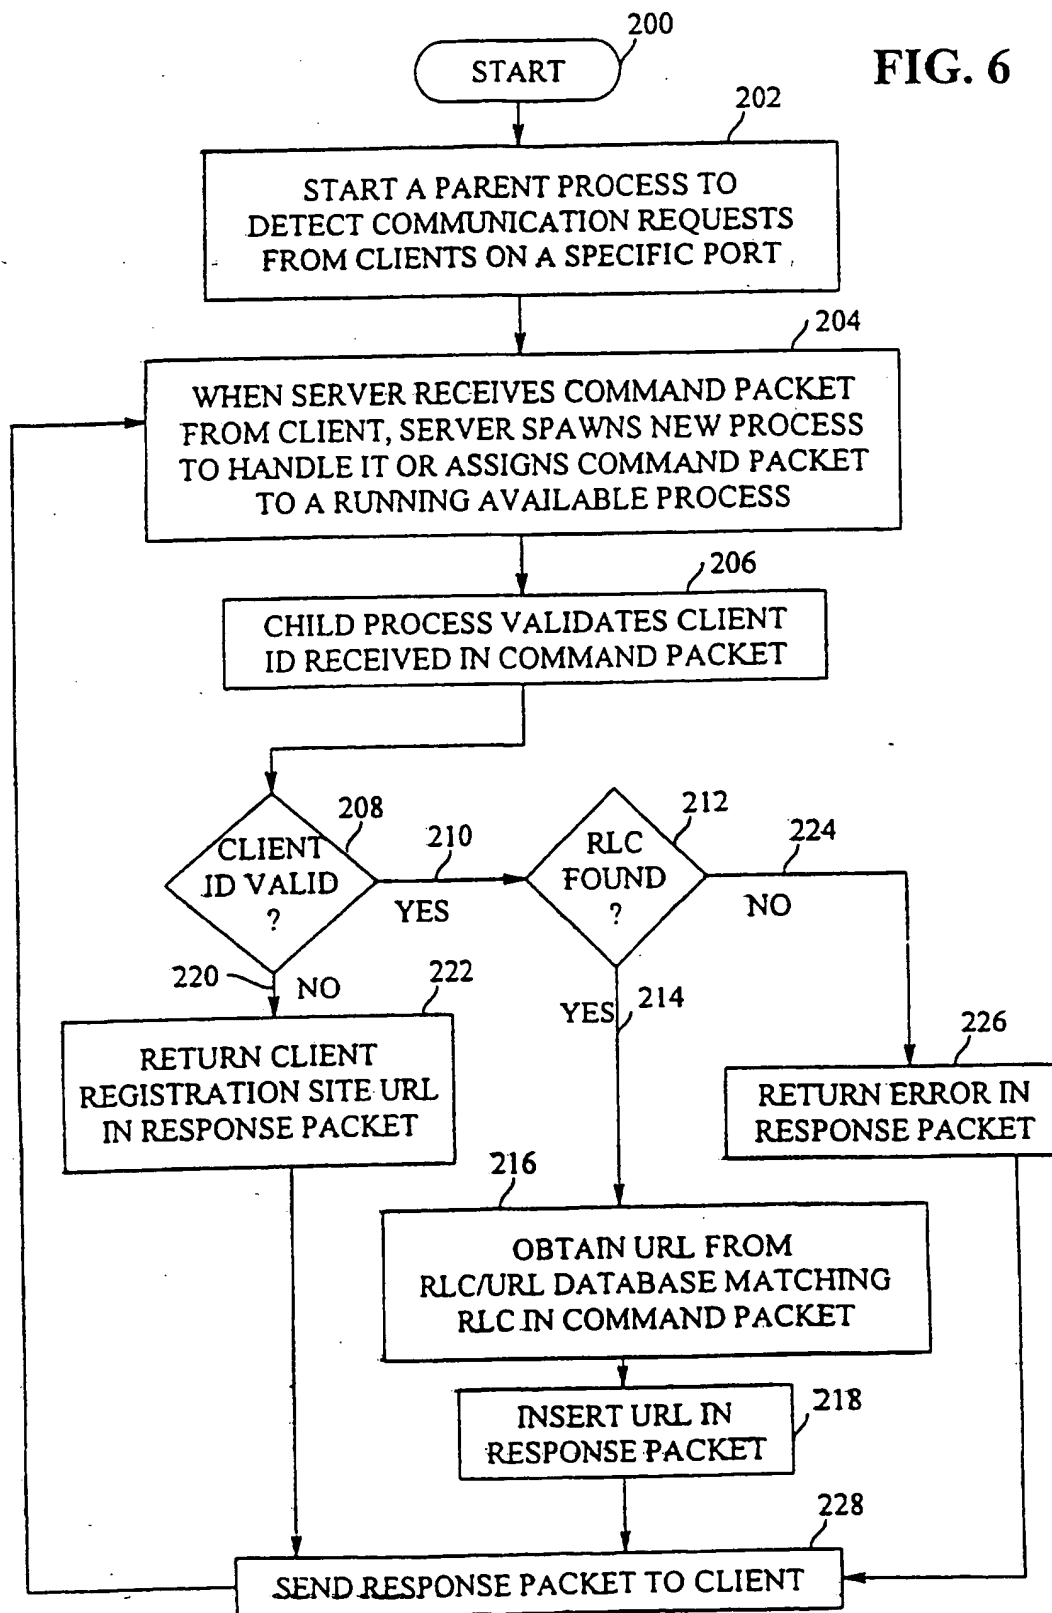 200
START
FIG. 6
202
START A PARENT PROCESS TO
DETECT COMMUNICATION REQUESTS
FROM CLIENTS ON A SPECIFIC PORT
204
WHEN SERVER RECEIVES COMMAND PACKET
FROM CLIENT, SERVER SPAWNS NEW PROCESS
TO HANDLE IT OR ASSIGNS COMMAND PACKET
TO A RUNNING AVAILABLE PROCESS
206
CHILD PROCESS VALIDATES CLIENT
ID RECEIVED IN COMMAND PACKET
208
CLIENT
ID VALID
?
210
YES
212
RLC
FOUND
?
224
NO
220
NO
222
RETURN CLIENT
REGISTRATION SITE URL
IN RESPONSE PACKET
YES
214
226
RETURN ERROR IN
RESPONSE PACKET
216
OBTAIN URL FROM
RLC/URL DATABASE MATCHING
RLC IN COMMAND PACKET
218
INSERT URL IN
RESPONSE PACKET
228
SEND RESPONSE PACKET TO CLIENT